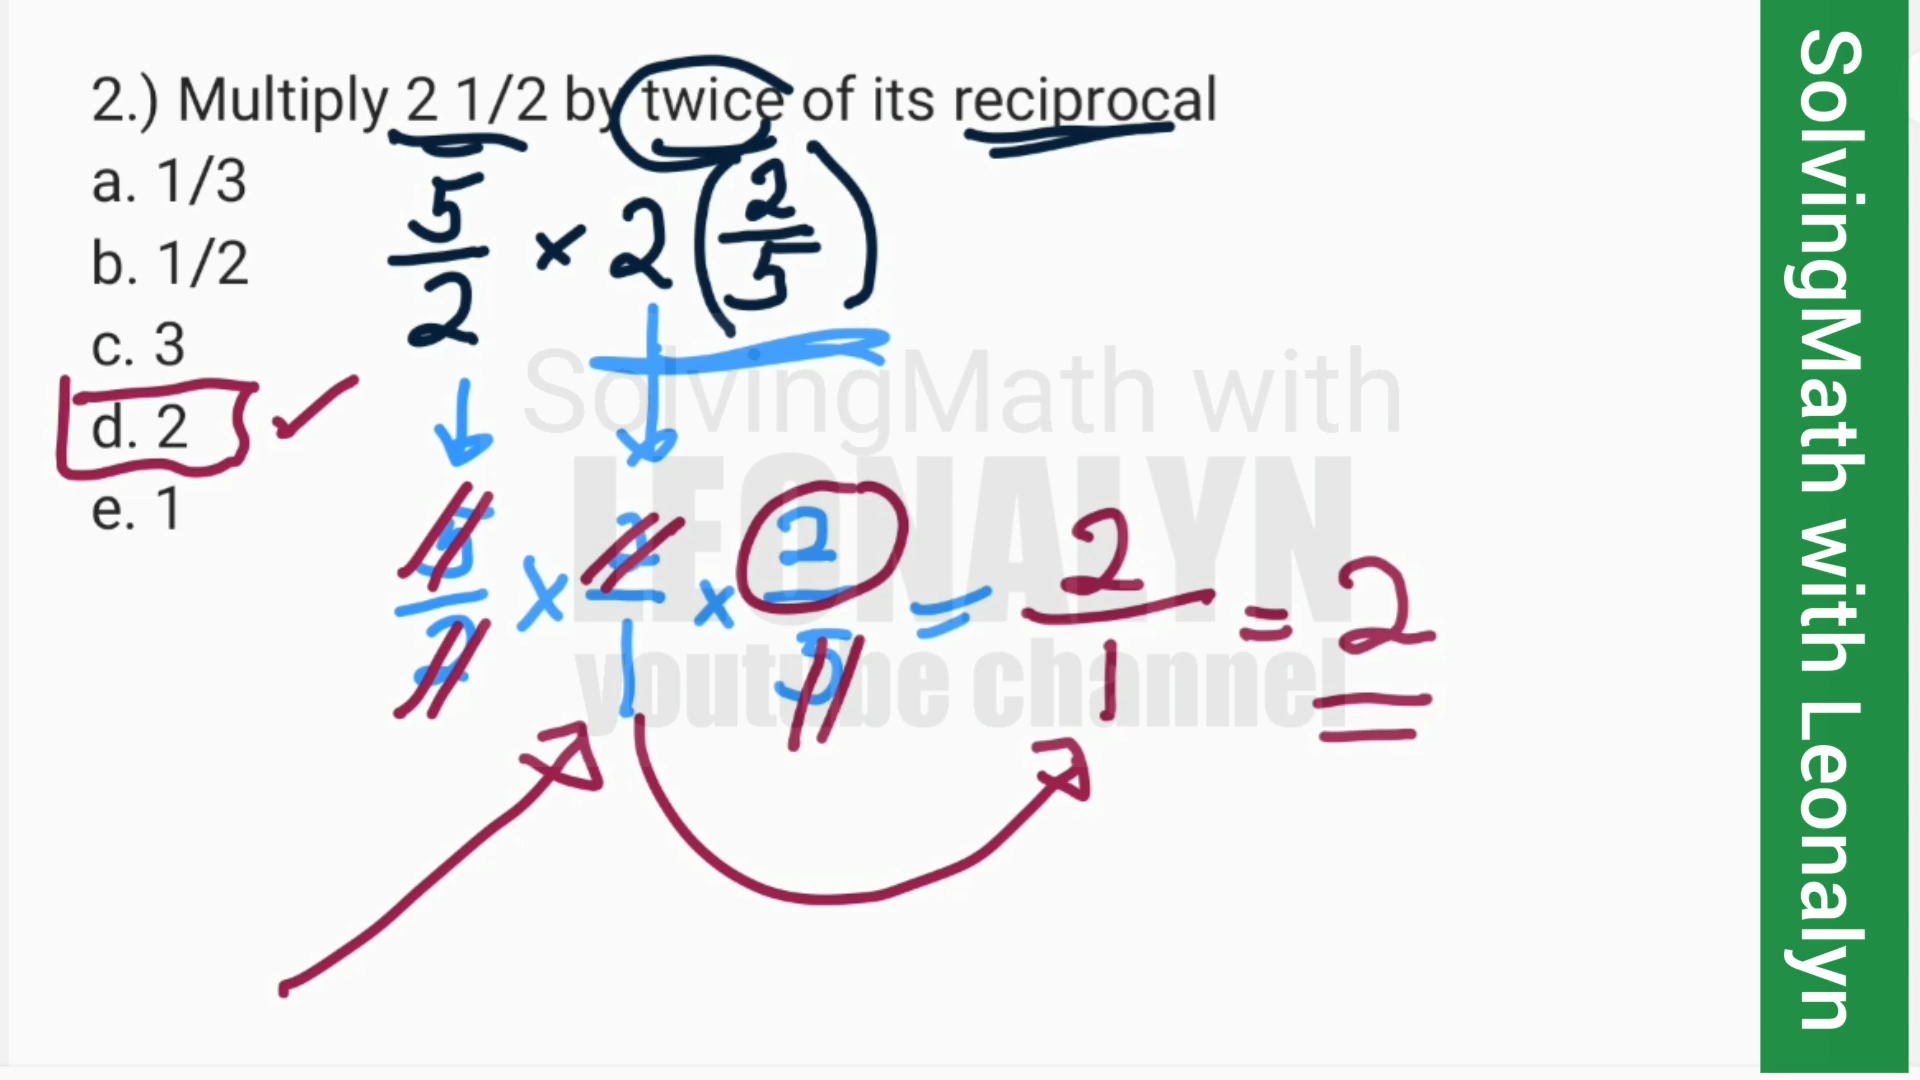 2.) Multiply 2 1/2 by twice of its reciprocal
a. 1/3
b. 1/2
c. 3
d. 2
e. 1
5/2 × 2(2/5)
5/2 × 2/1 × 2/5 = 2/1 = 2
SolvingMath with
LEONALYN
youtube channel
SolvingMath with Leonalyn